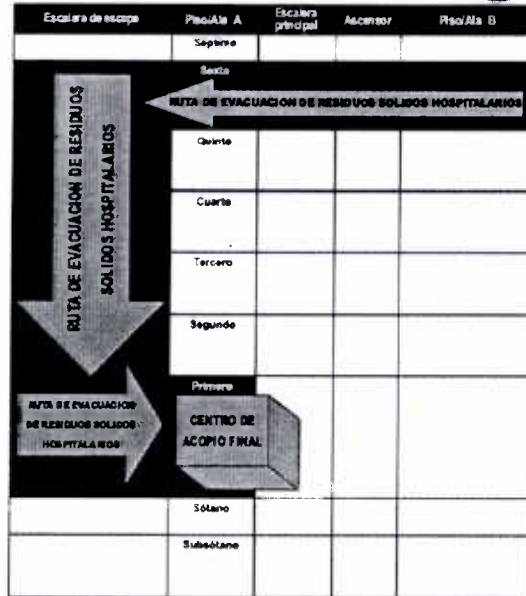 Escalera de escape
Piso/Ala A
Escalera
principal
Ascensor
Piso/Ala B
Septimo
Sexto
RUTA DE EVACUACION DE RESIDUOS SOLIDOS HOSPITALARIOS
RUTA DE EVACUACION DE RESIDUOS
SOLIDOS HOSPITALARIOS
Quinto
Cuarto
Tercero
Segundo
Primero
RUTA DE EVACUACION
DE RESIDUOS SOLIDOS
HOSPITALARIOS
CENTRO DE
ACOPIO FINAL
Sótano
Subsótano